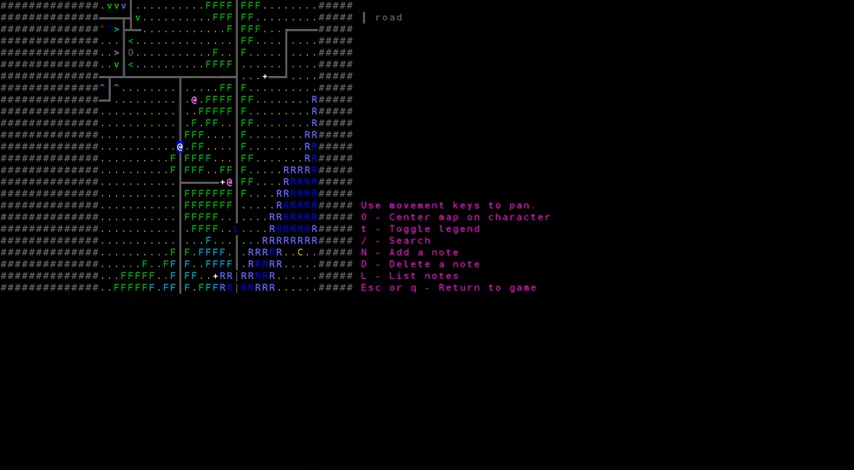 | road
Use movement keys to pan.
0 - Center map on character
t - Toggle legend
/ - Search
N - Add a note
D - Delete a note
L - List notes
Esc or q - Return to game